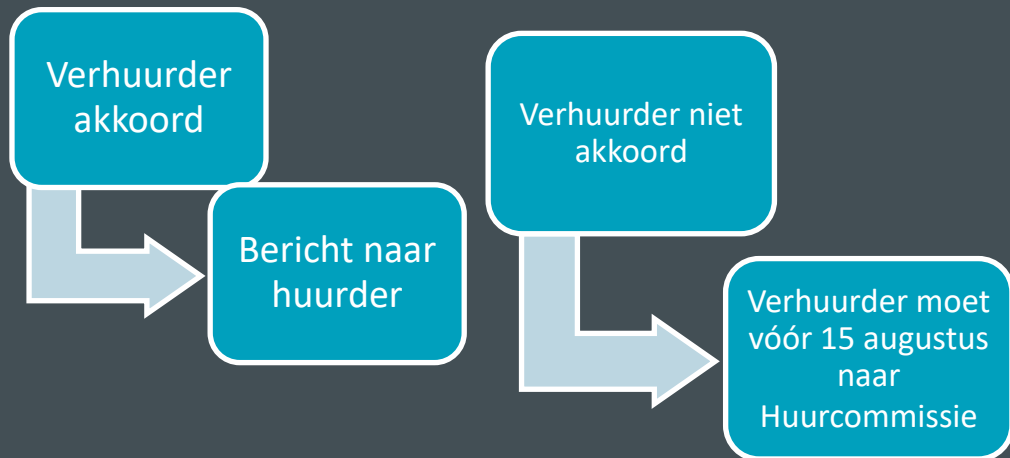 Verhuurder
akkoord
Bericht naar
huurder
Verhuurder niet
akkoord
Verhuurder moet
vóór 15 augustus
naar
Huurcommissie